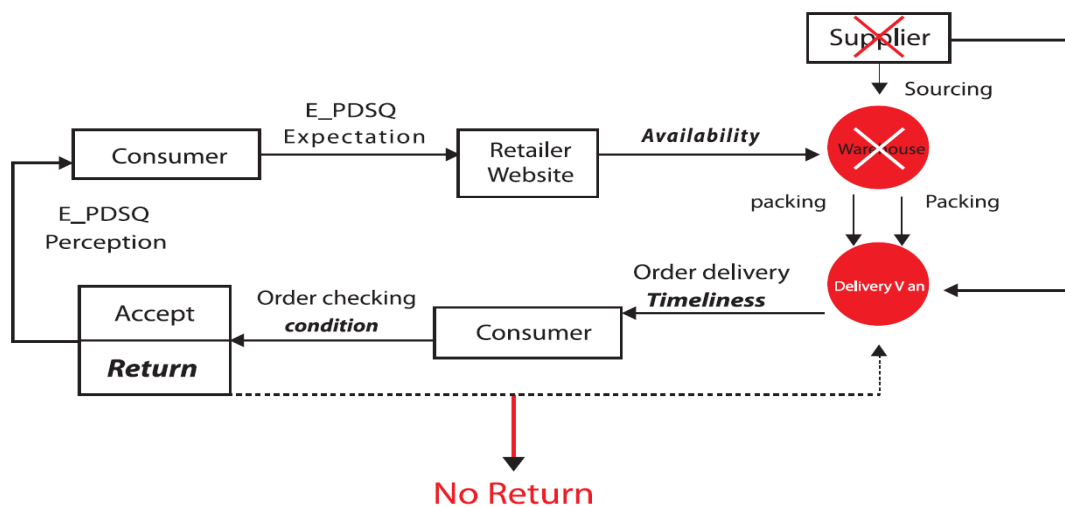 Supplier
Sourcing
E_PDSQ
Expectation
Consumer
Retailer
Website
Availability
Warehouse
packing
Packing
E_PDSQ
Perception
Order delivery
Timeliness
Delivery V an
Order checking
condition
Consumer
Accept
Return
No Return